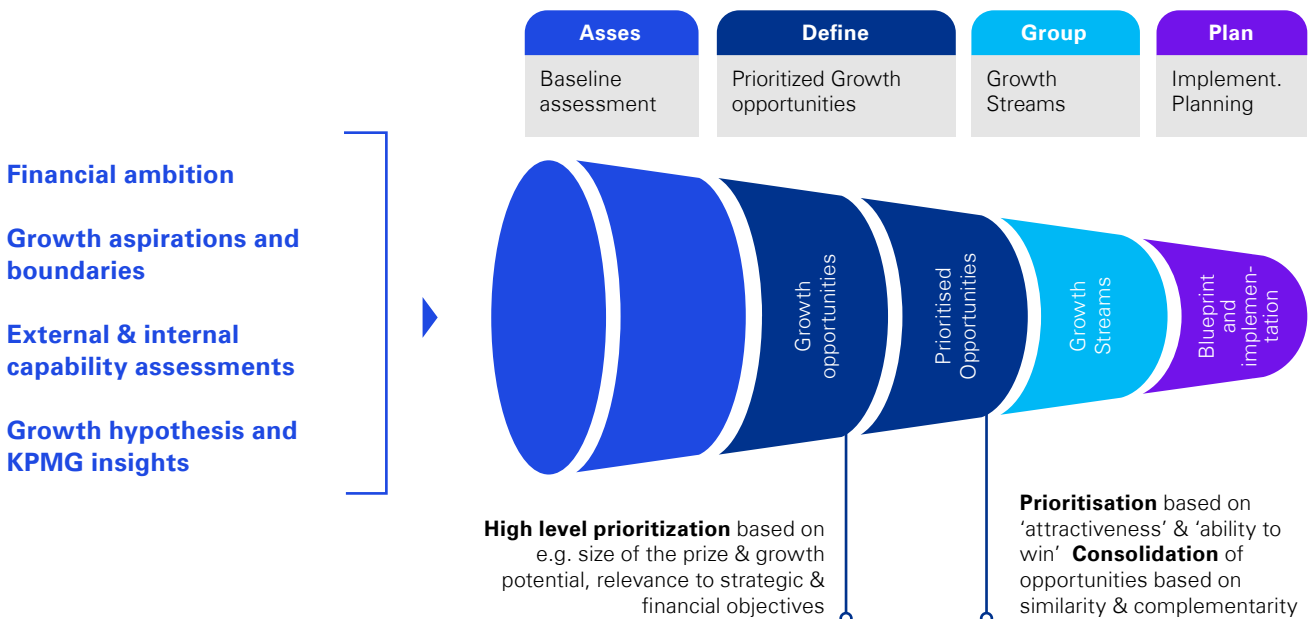 Asses
Define
Group
Plan
Baseline
assessment
Prioritized Growth
opportunities
Growth
Streams
Implement.
Planning
Financial ambition
Growth aspirations and
boundaries
External & internal
capability assessments
Growth hypothesis and
KPMG insights
Growth
opportunities
Prioritised
Opportunities
Growth
Streams
Blueprint
and
implemen-
tation
High level prioritization based on
e.g. size of the prize & growth
potential, relevance to strategic &
financial objectives
Prioritisation based on
‘attractiveness’ & ‘ability to
win’ Consolidation of
opportunities based on
similarity & complementarity